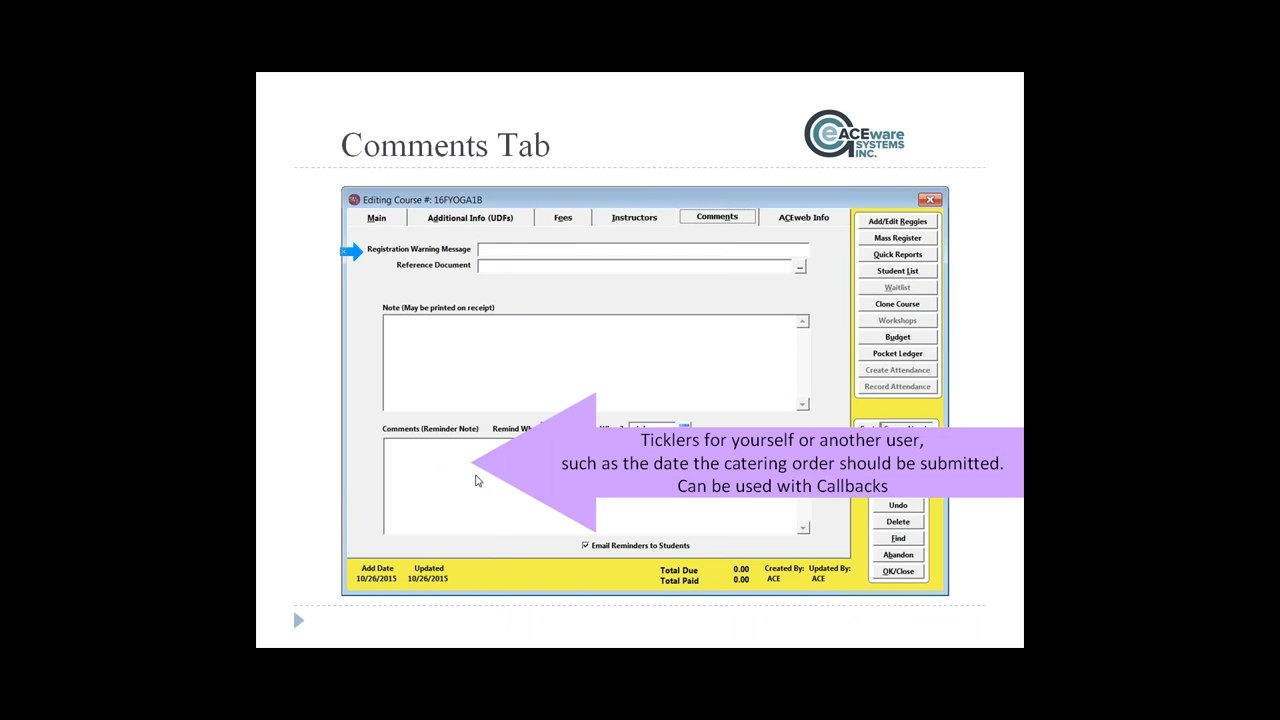 Comments Tab
eACEware
SYSTEMS
INC.
Editing Course #: 16FYOGA1B
Main
Additional Info (UDFs)
Fees
Instructors
Comments
ACEweb Info
Registration Warning Message
Reference Document
...
Note (May be printed on receipt)
Comments (Reminder Note)
Remind
Ticklers for yourself or another user,
such as the date the catering order should be submitted.
Can be used with Callbacks
Email Reminders to Students
Add/Edit Reggies
Mass Register
Quick Reports
Student List
Waitlist
Clone Course
Workshops
Budget
Pocket Ledger
Create Attendance
Record Attendance
Undo
Delete
Find
Abandon
OK/Close
Add Date Updated
10/26/2015 10/26/2015
Total Due 0.00
Total Paid 0.00
Created By: Updated By:
ACE ACE